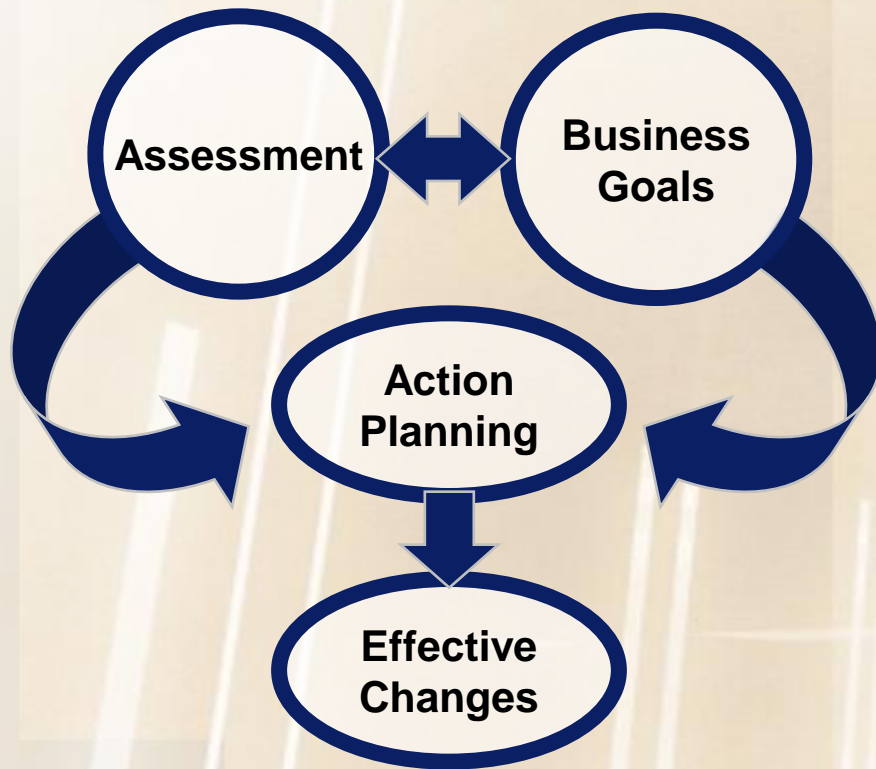 Assessment
Business
Goals
Action
Planning
Effective
Changes